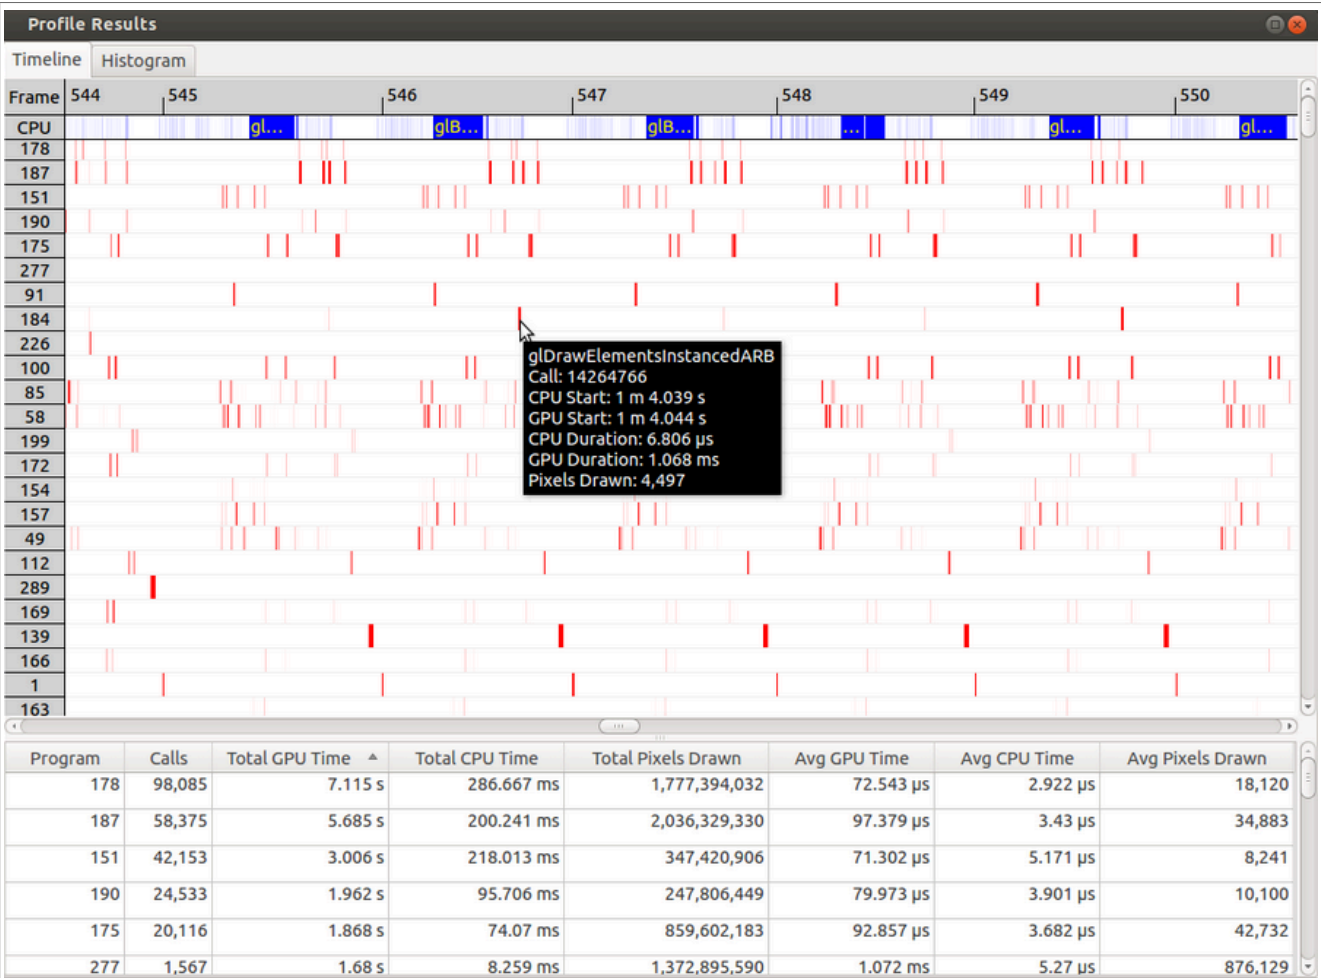 Profile Results
Timeline Histogram
Frame 544 545 546 547 548 549 550
CPU gl... glB... glB... ... gl... gl...
178
187
151
190
175
277
91
184
226
100
85
58
199
172
154
157
49
112
289
169
139
166
1
163
glDrawElementsInstancedARB
Call: 14264766
CPU Start: 1 m 4.039 s
GPU Start: 1 m 4.044 s
CPU Duration: 6.806 µs
GPU Duration: 1.068 ms
Pixels Drawn: 4,497
Program Calls Total GPU Time Total CPU Time Total Pixels Drawn Avg GPU Time Avg CPU Time Avg Pixels Drawn
178 98,085 7.115 s 286.667 ms 1,777,394,032 72.543 µs 2.922 µs 18,120
187 58,375 5.685 s 200.241 ms 2,036,329,330 97.379 µs 3.43 µs 34,883
151 42,153 3.006 s 218.013 ms 347,420,906 71.302 µs 5.171 µs 8,241
190 24,533 1.962 s 95.706 ms 247,806,449 79.973 µs 3.901 µs 10,100
175 20,116 1.868 s 74.07 ms 859,602,183 92.857 µs 3.682 µs 42,732
277 1,567 1.68 s 8.259 ms 1,372,895,590 1.072 ms 5.27 µs 876,129